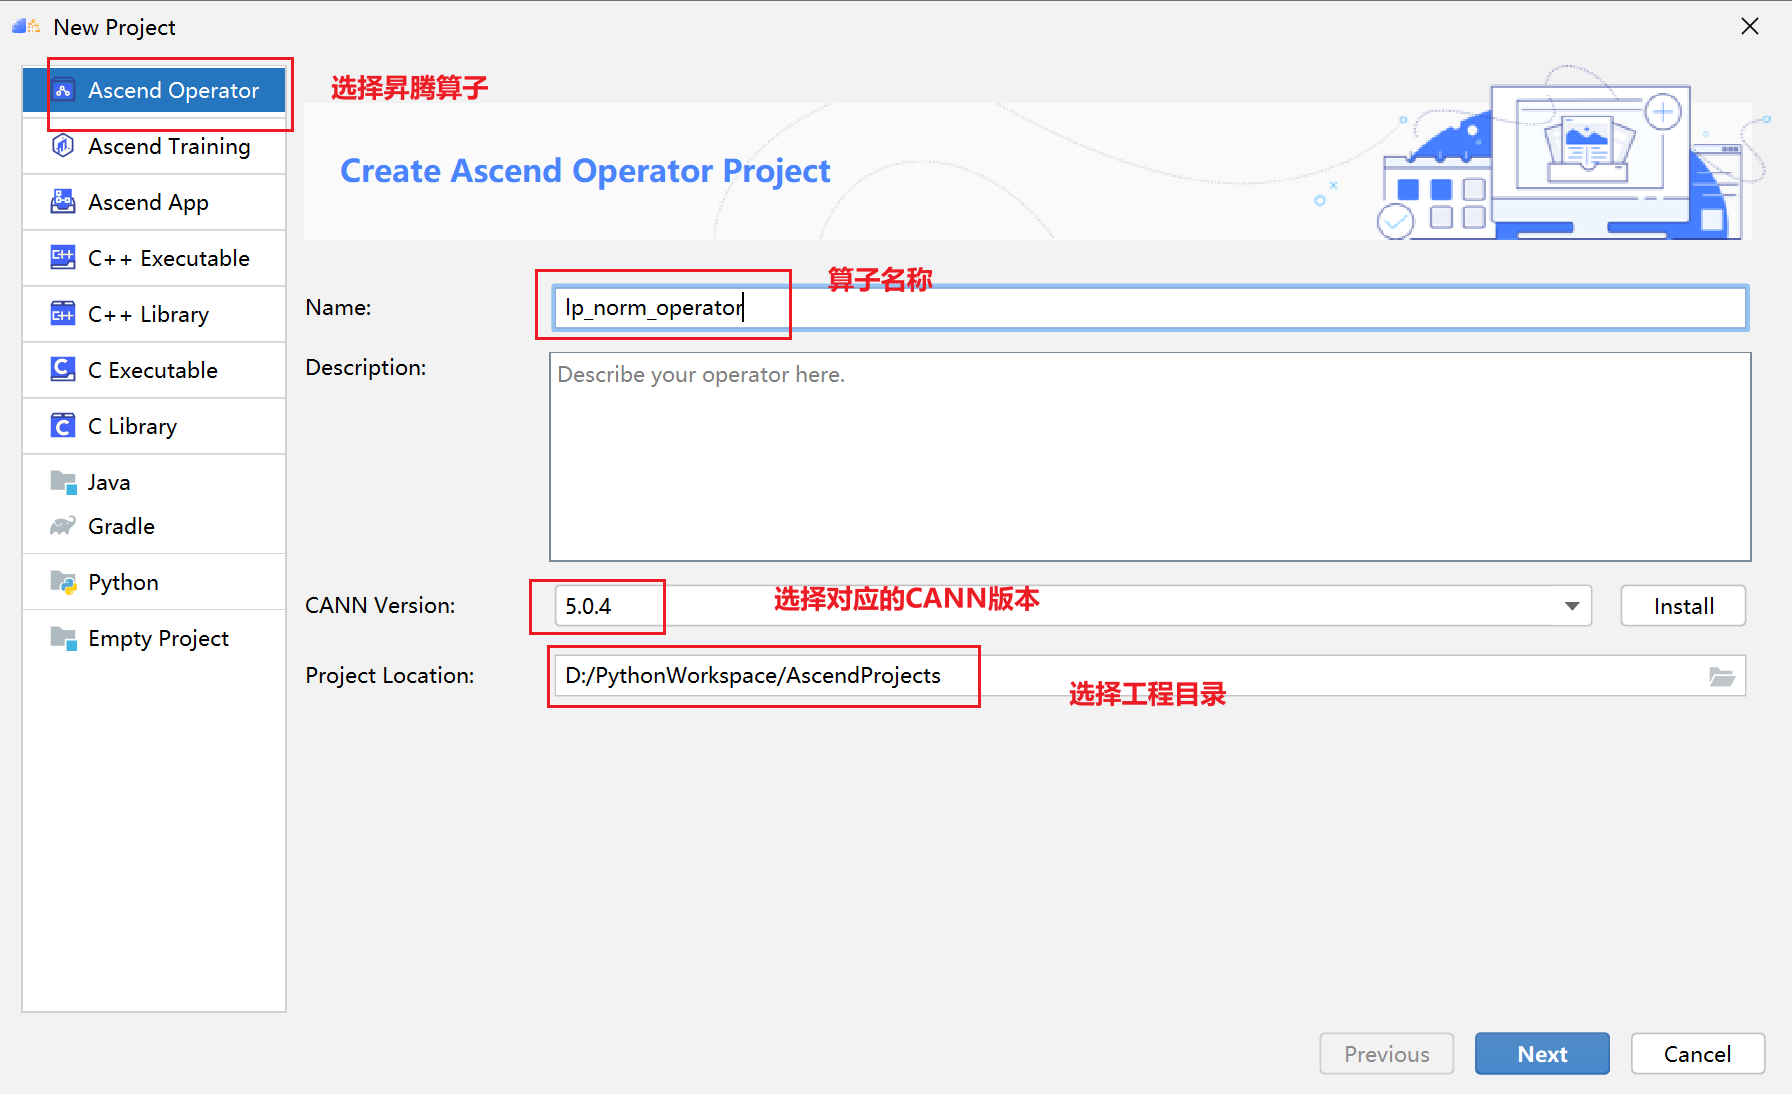 New Project
Ascend Operator
选择昇腾算子
Ascend Training
Ascend App
C++ Executable
C++ Library
C Executable
C Library
Java
Gradle
Python
Empty Project
Create Ascend Operator Project
算子名称
Name:
lp_norm_operator
Description:
Describe your operator here.
CANN Version:
5.0.4
选择对应的CANN版本
Install
Project Location:
D:/PythonWorkspace/AscendProjects
选择工程目录
Previous
Next
Cancel